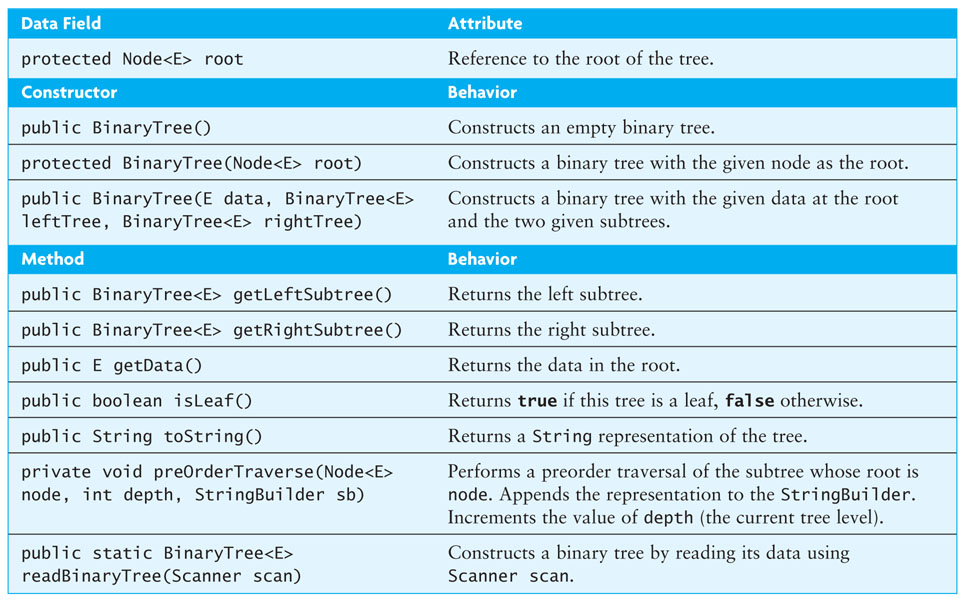 Data Field Attribute
protected Node<E> root Reference to the root of the tree.
Constructor Behavior
public BinaryTree() Constructs an empty binary tree.
protected BinaryTree(Node<E> root) Constructs a binary tree with the given node as the root.
public BinaryTree(E data, BinaryTree<E> Constructs a binary tree with the given data at the root
leftTree, BinaryTree<E> rightTree) and the two given subtrees.
Method Behavior
public BinaryTree<E> getLeftSubtree() Returns the left subtree.
public BinaryTree<E> getRightSubtree() Returns the right subtree.
public E getData() Returns the data in the root.
public boolean isLeaf() Returns true if this tree is a leaf, false otherwise.
public String toString() Returns a String representation of the tree.
private void preOrderTraverse(Node<E> Performs a preorder traversal of the subtree whose root is
node, int depth, StringBuilder sb) node. Appends the representation to the StringBuilder.
Increments the value of depth (the current tree level).
public static BinaryTree<E> Constructs a binary tree by reading its data using
readBinaryTree(Scanner scan) Scanner scan.